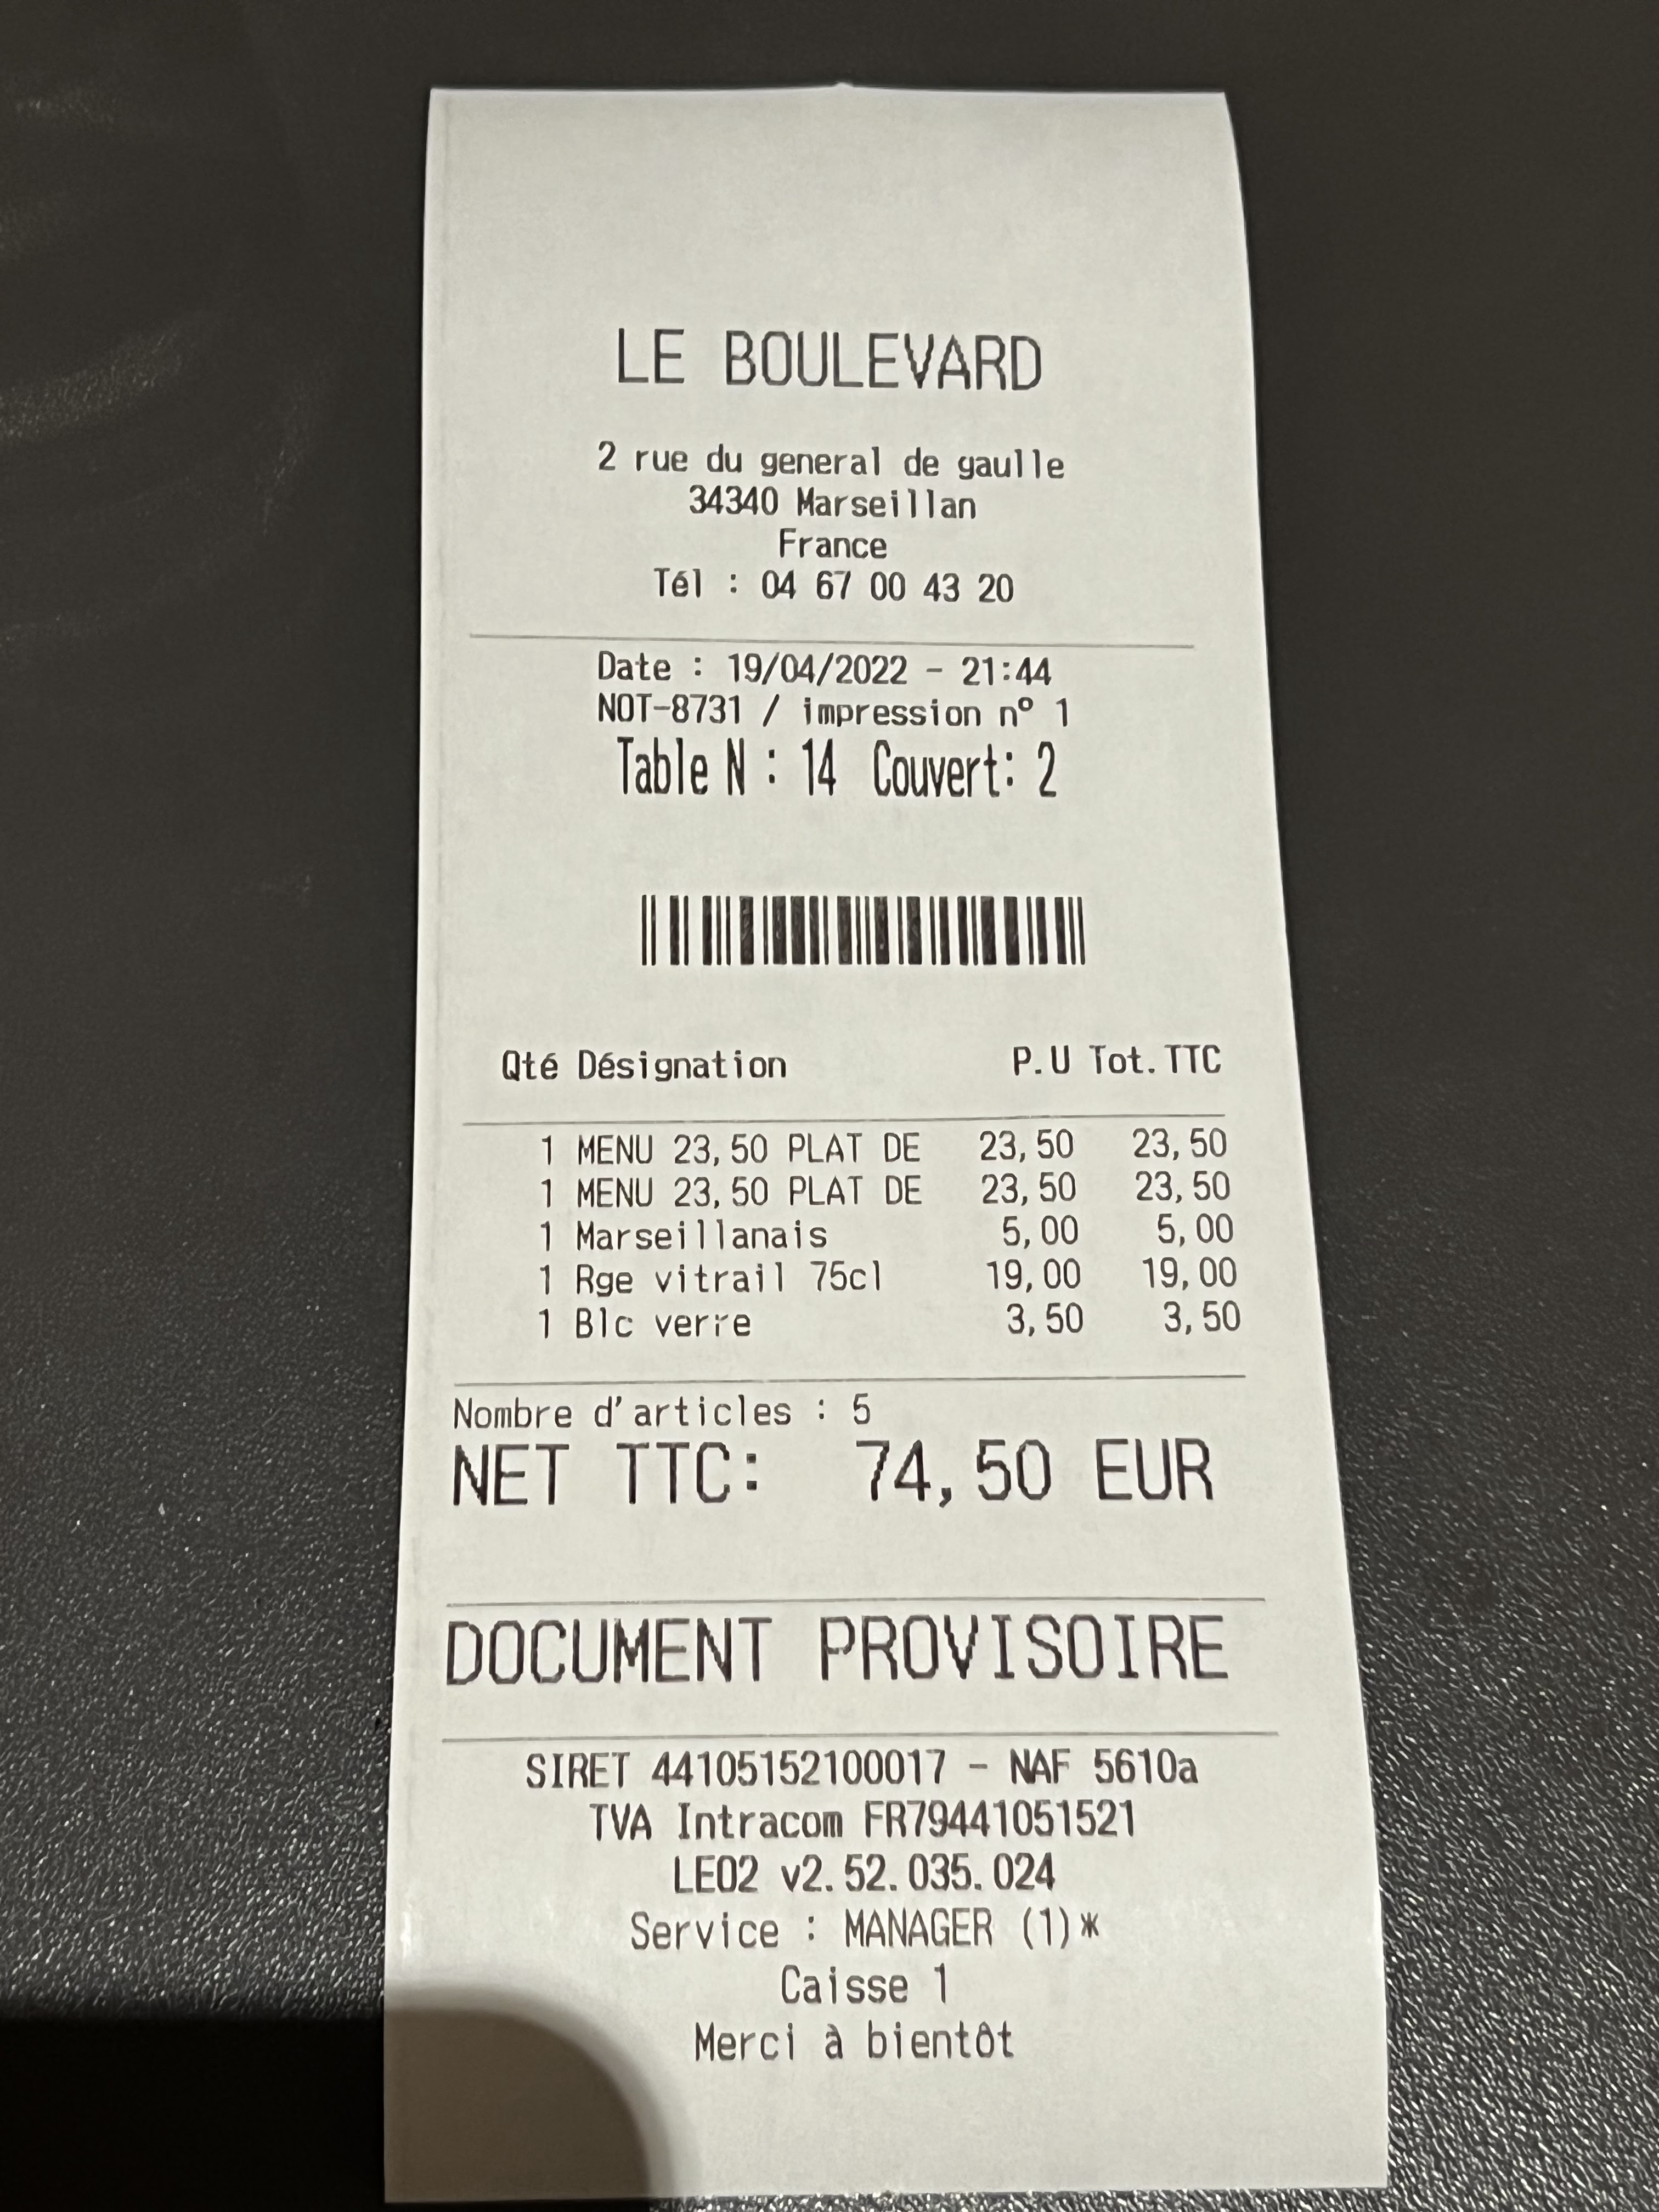 LE BOULEVARD
2 rue du general de gaulle
34340 Marseillan
France
Tél : 04 67 00 43 20
Date : 19/04/2022 - 21:44
NOT-8731 / impression n° 1
Table N : 14 Couvert: 2
Qté Désignation P.U Tot.TTC
1 MENU 23,50 PLAT DE 23,50 23,50
1 MENU 23,50 PLAT DE 23,50 23,50
1 Marseillanais 5,00 5,00
1 Rge vitrail 75cl 19,00 19,00
1 Blc verre 3,50 3,50
Nombre d'articles : 5
NET TTC: 74,50 EUR
DOCUMENT PROVISOIRE
SIRET 44105152100017 - NAF 5610a
TVA Intracom FR79441051521
LEO2 v2.52.035.024
Service : MANAGER (1)*
Caisse 1
Merci à bientôt